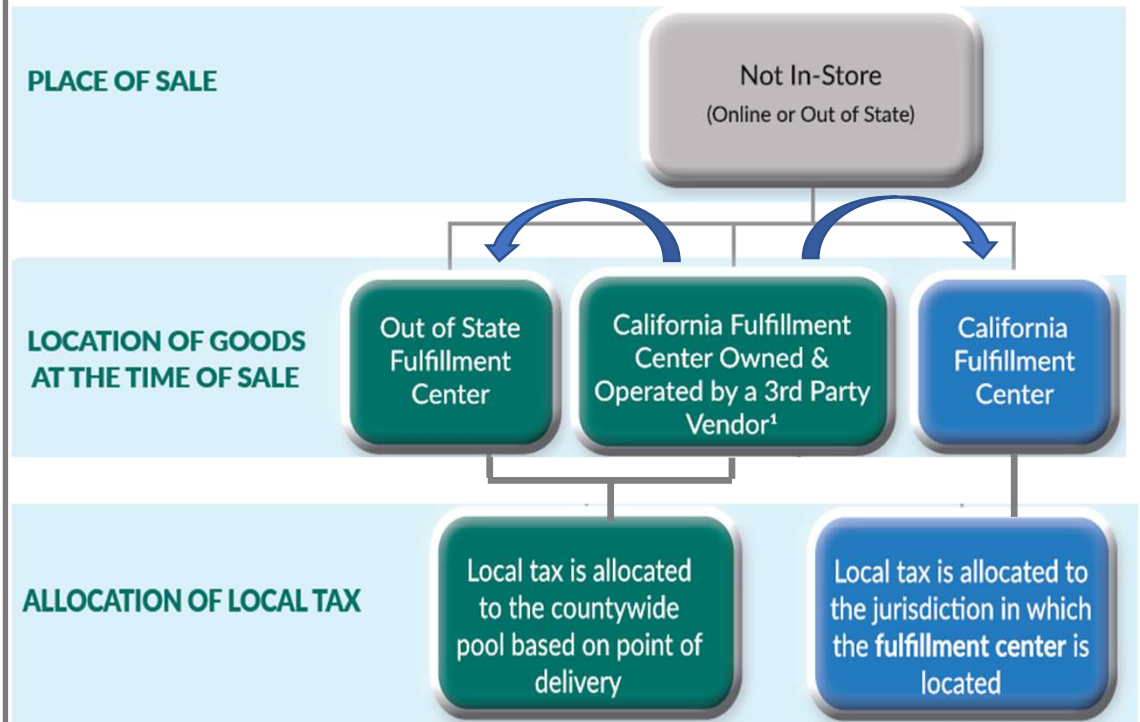 PLACE OF SALE
Not In-Store
(Online or Out of State)
LOCATION OF GOODS
AT THE TIME OF SALE
Out of State
Fulfillment
Center
California Fulfillment
Center Owned &
Operated by a 3rd Party
Vendor¹
California
Fulfillment
Center
ALLOCATION OF LOCAL TAX
Local tax is allocated
to the countywide
pool based on point of
delivery
Local tax is allocated to
the jurisdiction in which
the fulfillment center is
located